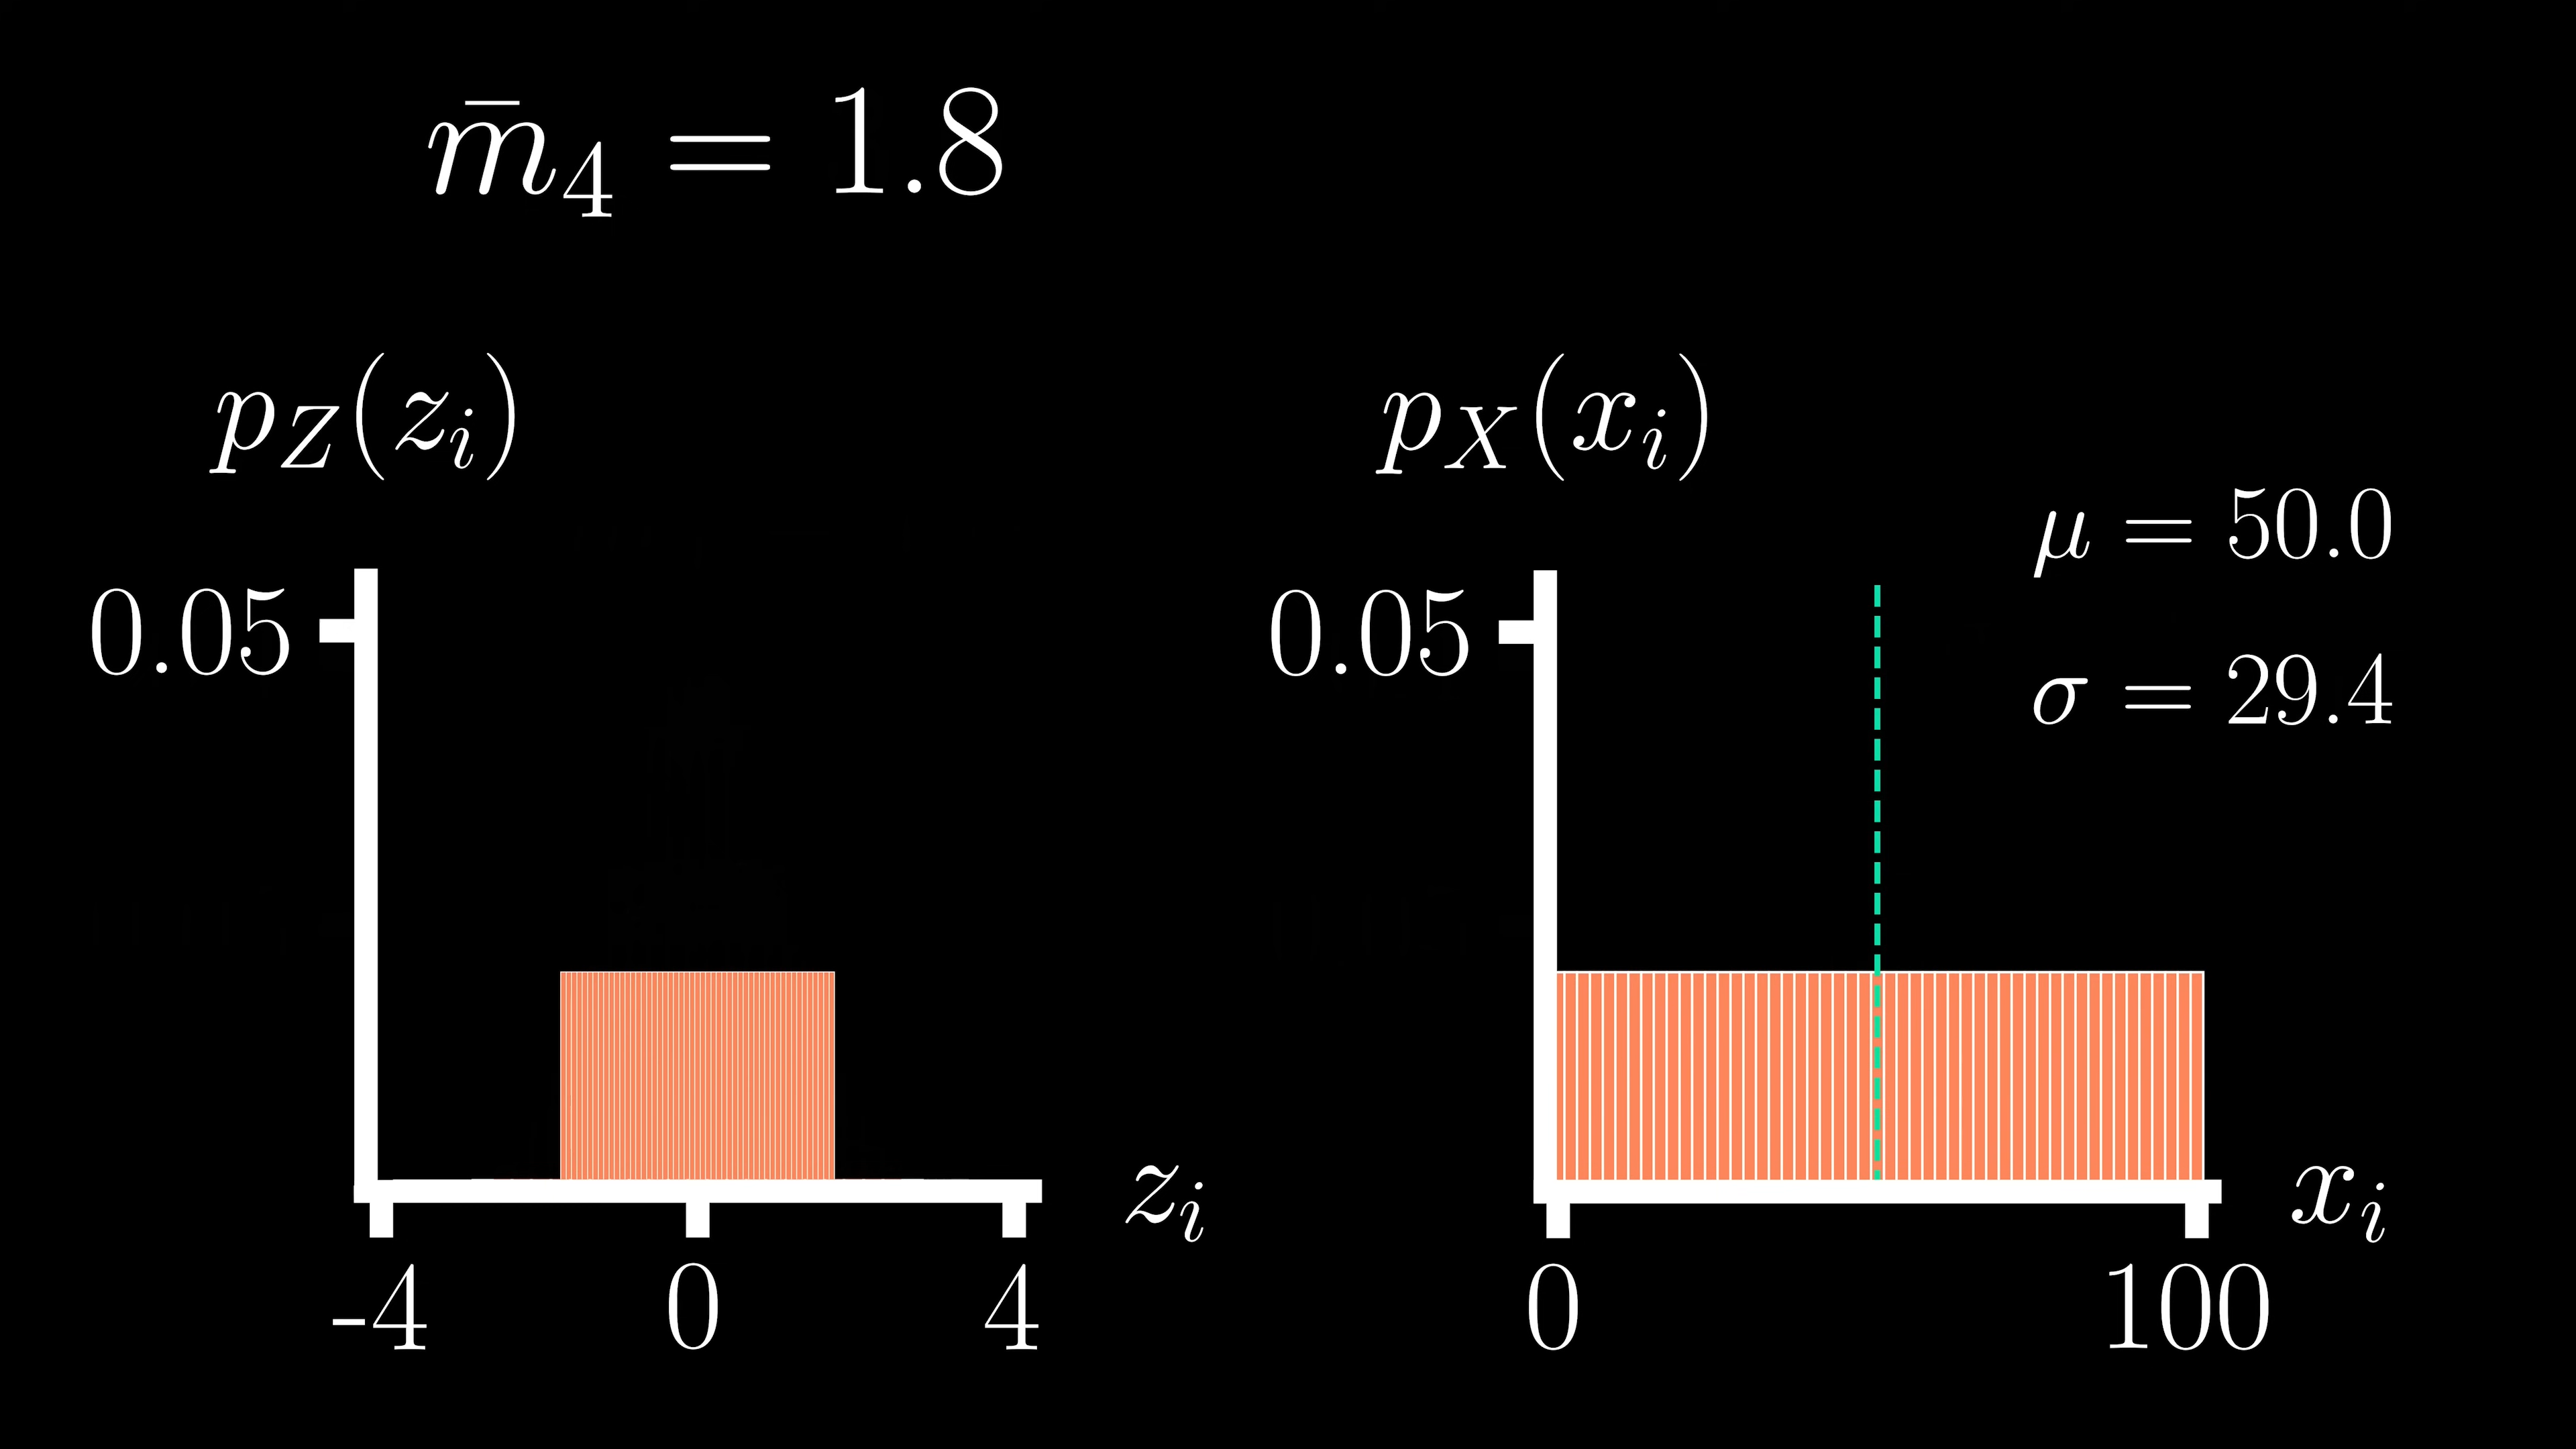 m̄₄ = 1.8
p_Z(z_i)
p_X(x_i)
μ = 50.0
σ = 29.4
0.05
0.05
z_i
x_i
-4 0 4
0 100